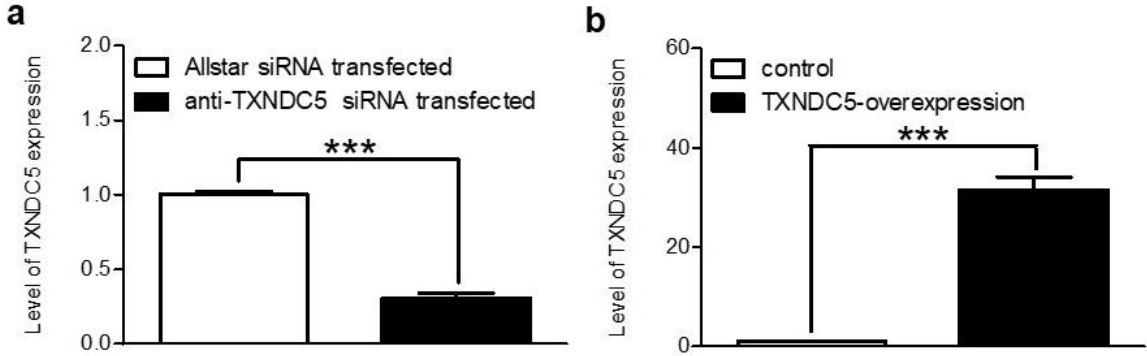 a
Level of TXNDC5 expression
2.0
1.5
1.0
0.5
0.0
Allstar siRNA transfected
anti-TXNDC5 siRNA transfected
***
b
Level of TXNDC5 expression
60
40
20
0
control
TXNDC5-overexpression
***